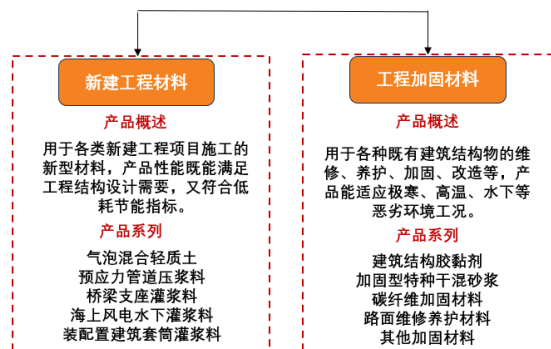 新建工程材料
产品概述
用于各类新建工程项目施工的
新型材料，产品性能既能满足
工程结构设计需要，又符合低
耗节能指标。
产品系列
气泡混合轻质土
预应力管道压浆料
桥梁支座灌浆料
海上风电水下灌浆料
装配置建筑套筒灌浆料
工程加固材料
产品概述
用于各种既有建筑结构物的维
修、养护、加固、改造等，产
品能适应极寒、高温、水下等
恶劣环境工况。
产品系列
建筑结构胶黏剂
加固型特种干混砂浆
碳纤维加固材料
路面维修养护材料
其他加固材料